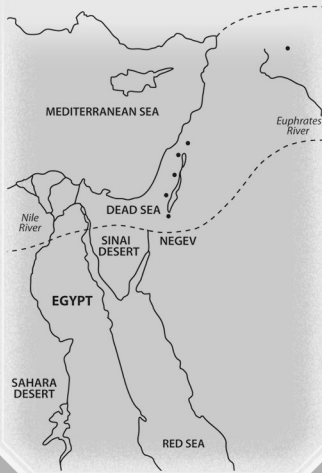 MEDITERRANEAN SEA
Euphrates
River
DEAD SEA
Nile
River
SINAI
DESERT
NEGEV
EGYPT
SAHARA
DESERT
RED SEA